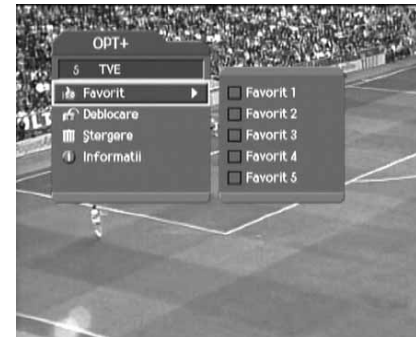 OPT+
5 TVE
Favorit
Deblocare
Ştergere
Informatii
Favorit 1
Favorit 2
Favorit 3
Favorit 4
Favorit 5